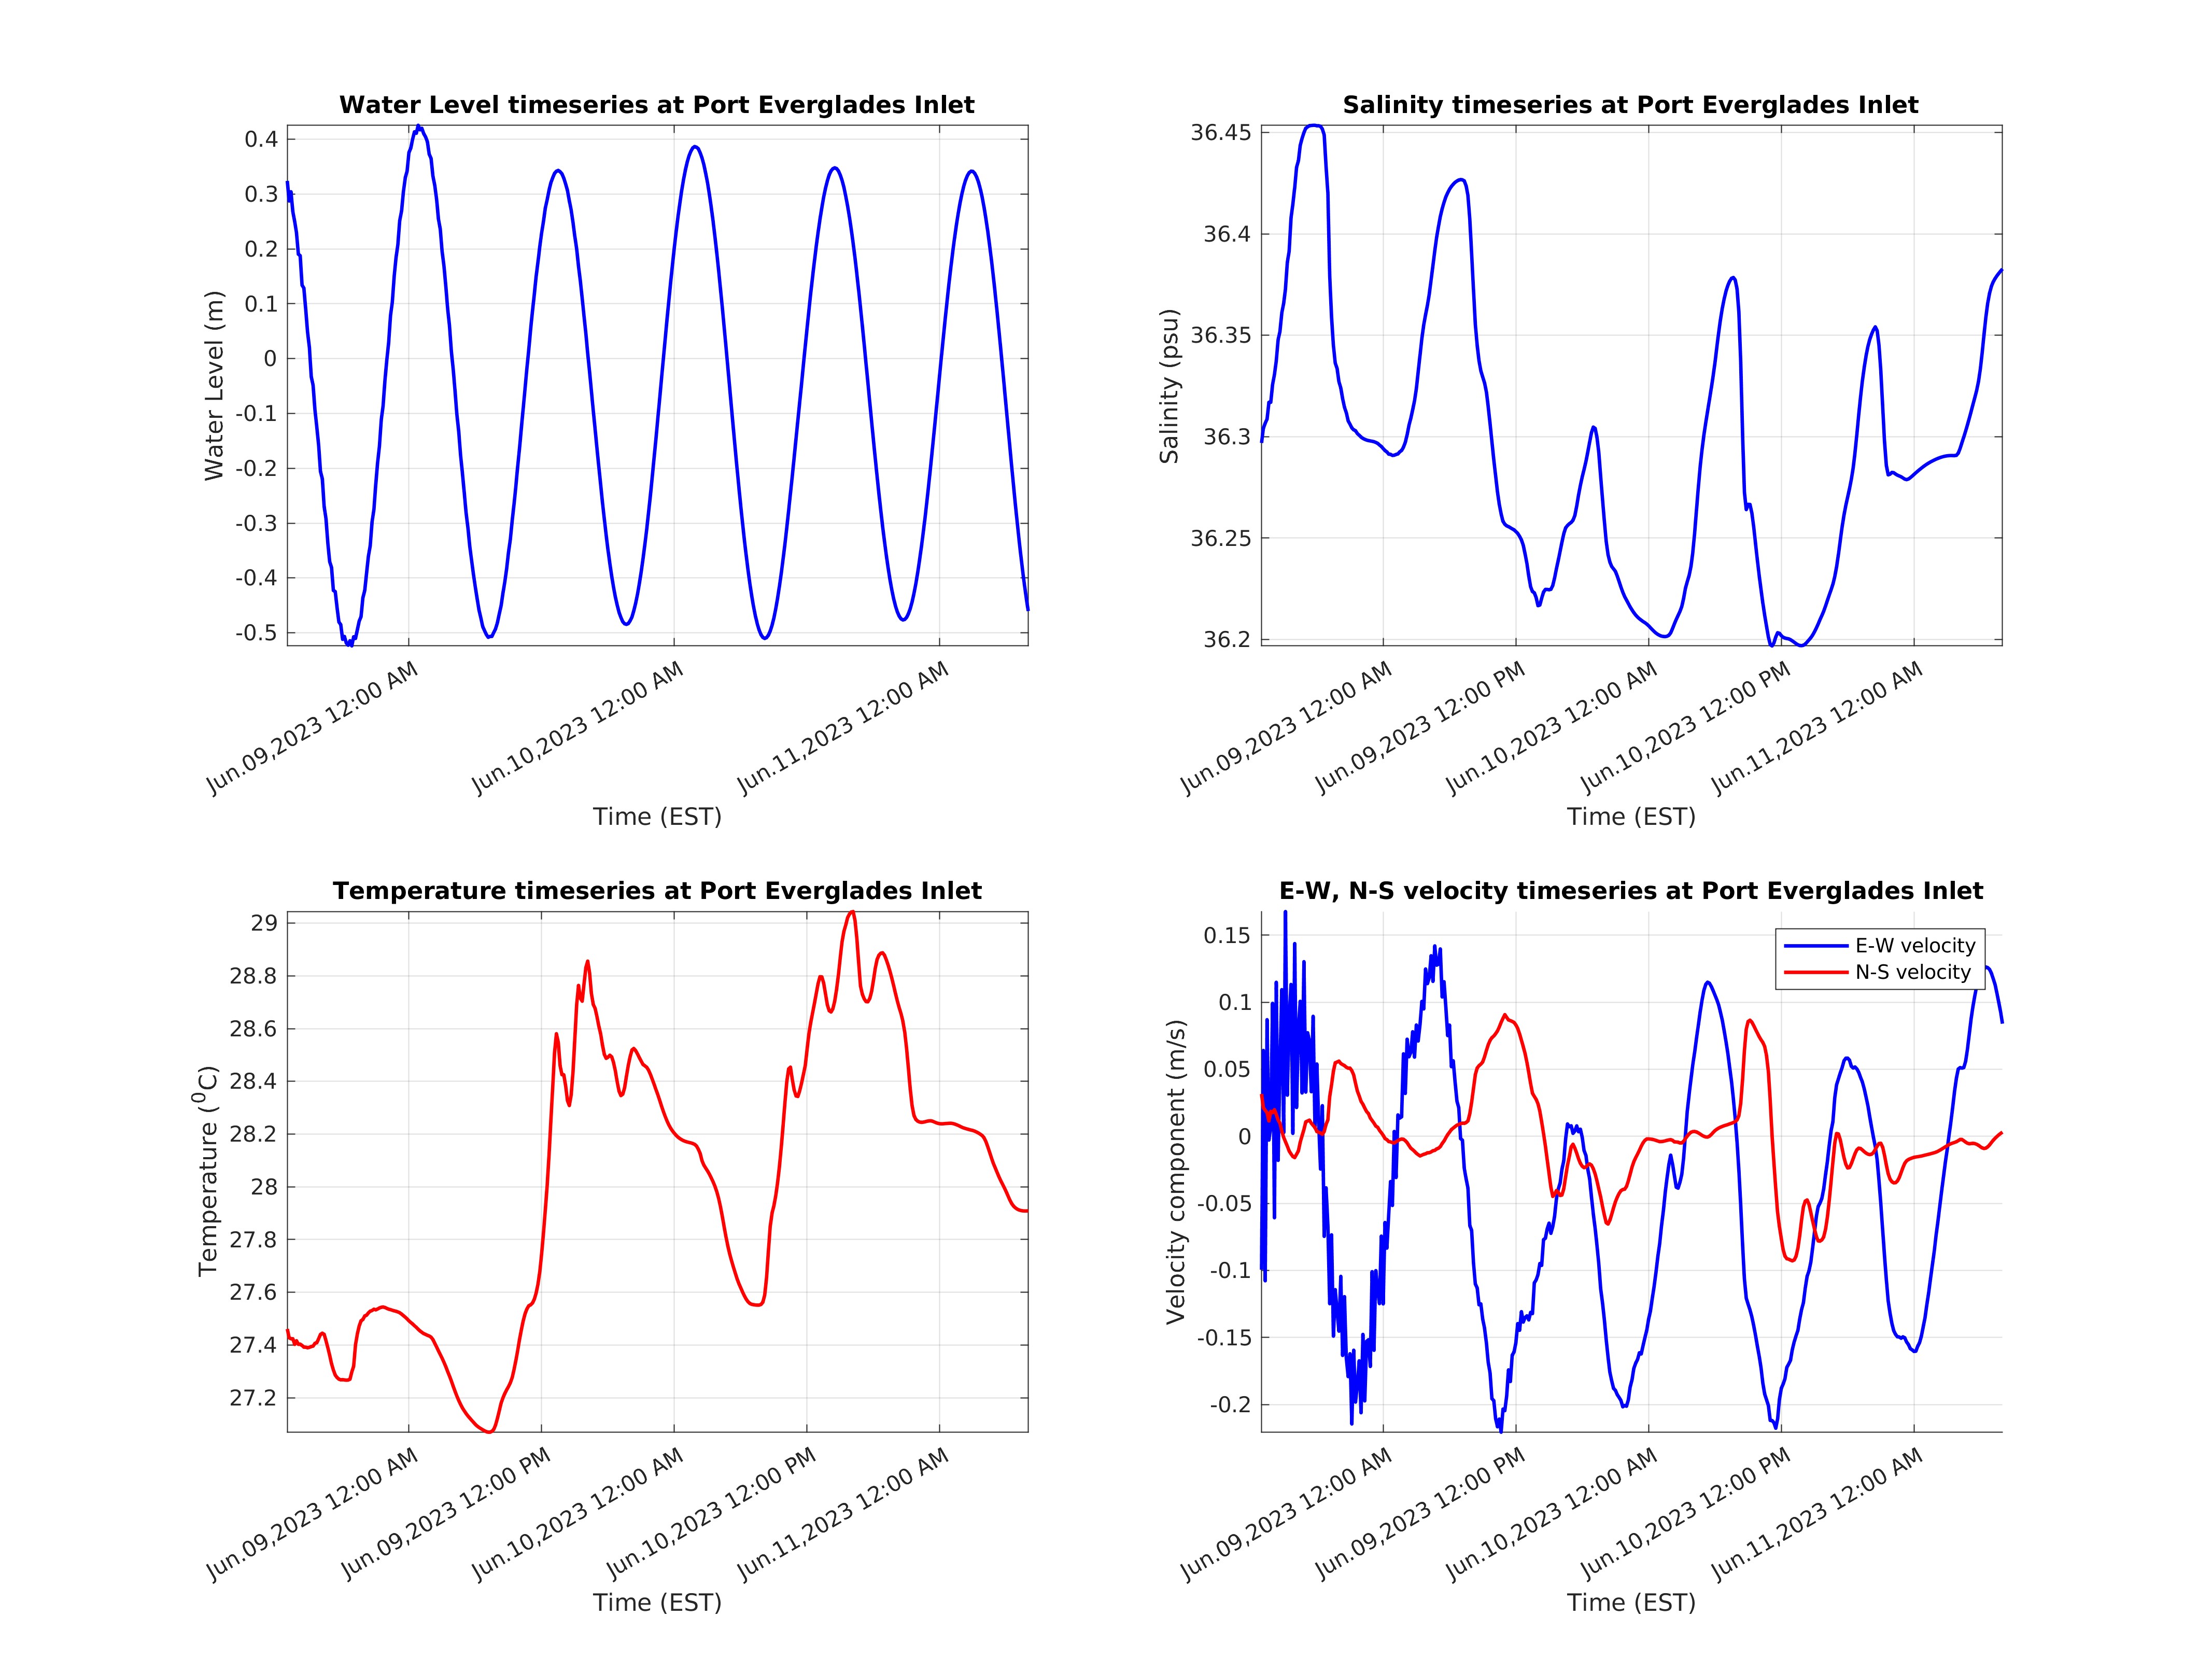 Water Level timeseries at Port Everglades Inlet
0.4
0.3
0.2
0.1
0
-0.1
-0.2
-0.3
-0.4
-0.5
Water Level (m)
Jun.09,2023 12:00 AM
Jun.10,2023 12:00 AM
Jun.11,2023 12:00 AM
Time (EST)
Salinity timeseries at Port Everglades Inlet
36.45
36.4
36.35
36.3
36.25
36.2
Salinity (psu)
Jun.09,2023 12:00 AM
Jun.09,2023 12:00 PM
Jun.10,2023 12:00 AM
Jun.10,2023 12:00 PM
Jun.11,2023 12:00 AM
Time (EST)
Temperature timeseries at Port Everglades Inlet
29
28.8
28.6
28.4
28.2
28
27.8
27.6
27.4
27.2
Temperature (⁰C)
Jun.09,2023 12:00 AM
Jun.09,2023 12:00 PM
Jun.10,2023 12:00 AM
Jun.10,2023 12:00 PM
Jun.11,2023 12:00 AM
Time (EST)
E-W, N-S velocity timeseries at Port Everglades Inlet
0.15
0.1
0.05
0
-0.05
-0.1
-0.15
-0.2
Velocity component (m/s)
E-W velocity
N-S velocity
Jun.09,2023 12:00 AM
Jun.09,2023 12:00 PM
Jun.10,2023 12:00 AM
Jun.10,2023 12:00 PM
Jun.11,2023 12:00 AM
Time (EST)